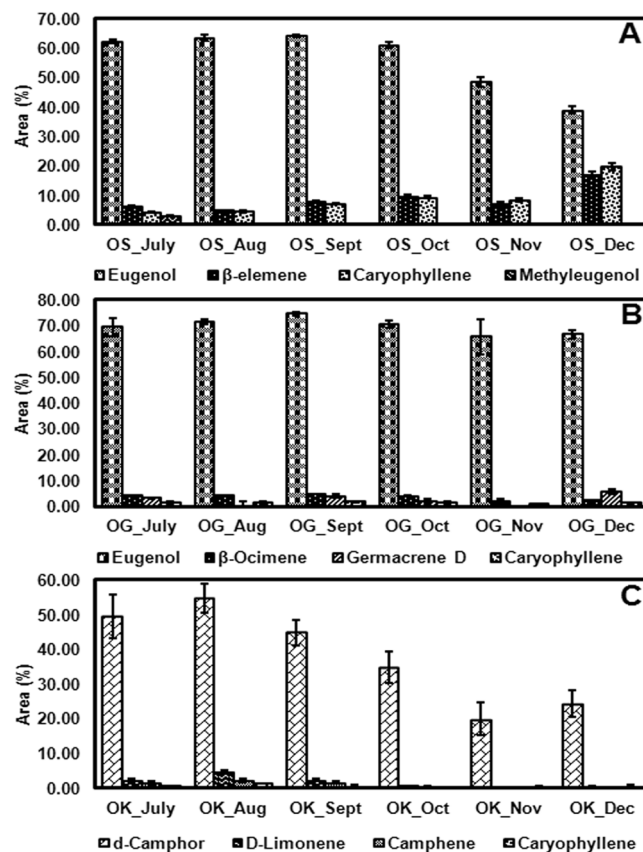 70.00
A
60.00
50.00
Area (%)
40.00
30.00
20.00
10.00
0.00
OS_July OS_Aug OS_Sept OS_Oct OS_Nov OS_Dec
Eugenol β-elemene Caryophyllene Methyleugenol
80.00
B
70.00
60.00
50.00
Area (%)
40.00
30.00
20.00
10.00
0.00
OG_July OG_Aug OG_Sept OG_Oct OG_Nov OG_Dec
Eugenol β-Ocimene Germacrene D Caryophyllene
60.00
C
50.00
40.00
Area (%)
30.00
20.00
10.00
0.00
OK_July OK_Aug OK_Sept OK_Oct OK_Nov OK_Dec
d-Camphor D-Limonene Camphene Caryophyllene